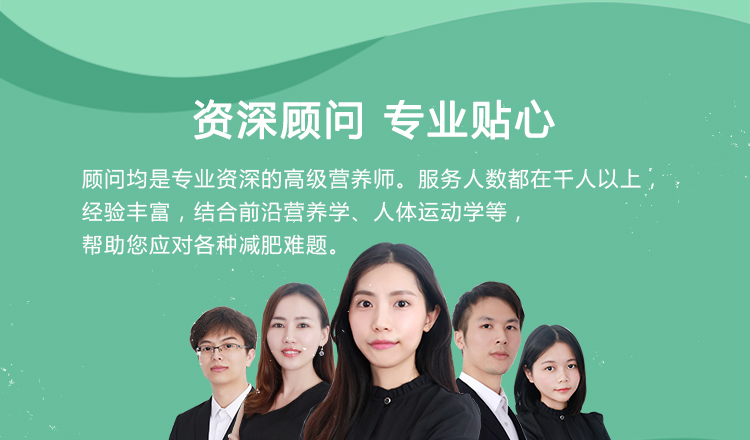 资深顾问 专业贴心
顾问均是专业资深的高级营养师。服务人数都在千人以上，
经验丰富，结合前沿营养学、人体运动学等，
帮助您应对各种减肥难题。